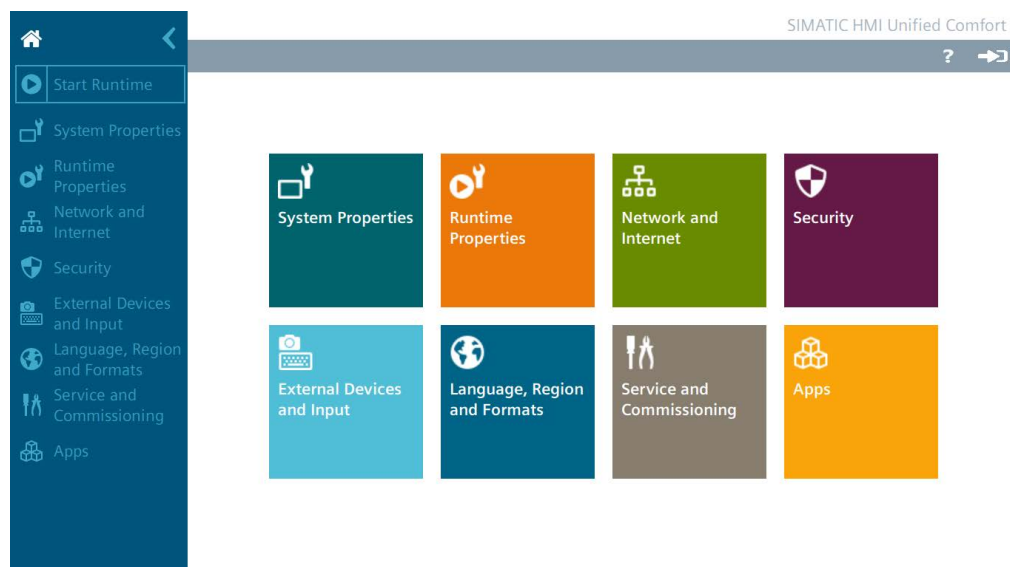 SIMATIC HMI Unified Comfort
?
Start Runtime
System Properties
Runtime
Properties
Network and
Internet
Security
External Devices
and Input
Language, Region
and Formats
Service and
Commissioning
Apps
System Properties
Runtime
Properties
Network and
Internet
Security
External Devices
and Input
Language, Region
and Formats
Service and
Commissioning
Apps